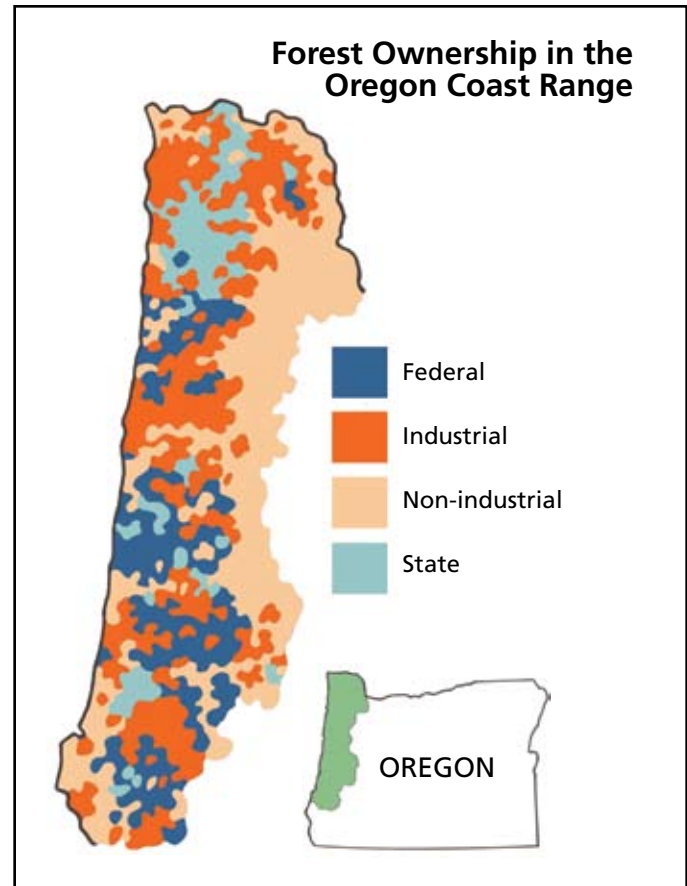 Forest Ownership in the
Oregon Coast Range
Federal
Industrial
Non-industrial
State
OREGON